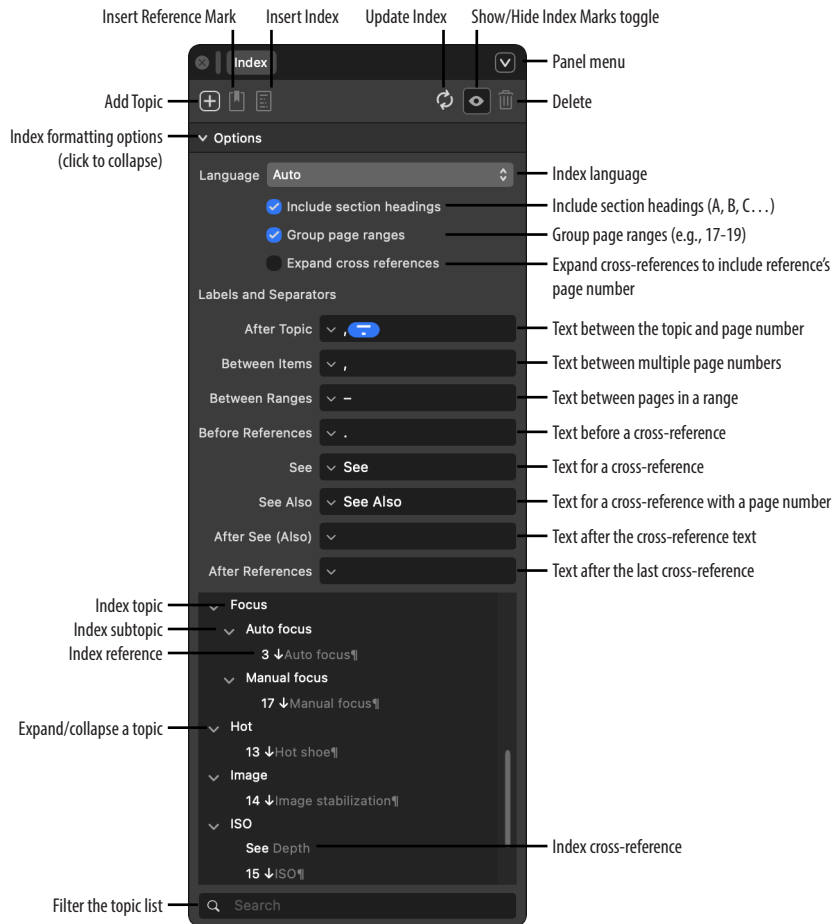 Insert Reference Mark Insert Index Update Index Show/Hide Index Marks toggle
Index
Panel menu
Add Topic
Delete
Index formatting options
(click to collapse)
Options
Language Auto
Index language
Include section headings
Include section headings (A, B, C…)
Group page ranges
Group page ranges (e.g., 17-19)
Expand cross references
Expand cross-references to include reference's
page number
Labels and Separators
After Topic ,
Text between the topic and page number
Between Items ,
Text between multiple page numbers
Between Ranges –
Text between pages in a range
Before References .
Text before a cross-reference
See See
Text for a cross-reference
See Also See Also
Text for a cross-reference with a page number
After See (Also)
Text after the cross-reference text
After References
Text after the last cross-reference
Index topic
Focus
Index subtopic
Auto focus
Index reference
3 ↓Auto focus¶
Manual focus
17 ↓Manual focus¶
Expand/collapse a topic
Hot
13 ↓Hot shoe¶
Image
14 ↓Image stabilization¶
ISO
See Depth
Index cross-reference
15 ↓ISO¶
Filter the topic list
Search